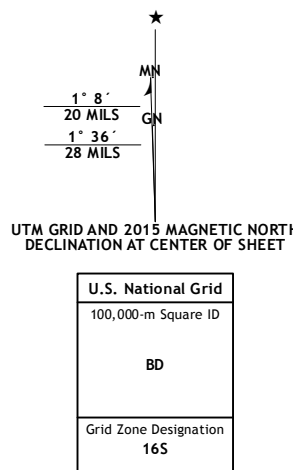 MN
1° 8´
20 MILS
GN
1° 36´
28 MILS
UTM GRID AND 2015 MAGNETIC NORTH
DECLINATION AT CENTER OF SHEET
U.S. National Grid
100,000-m Square ID
BD
Grid Zone Designation
16S